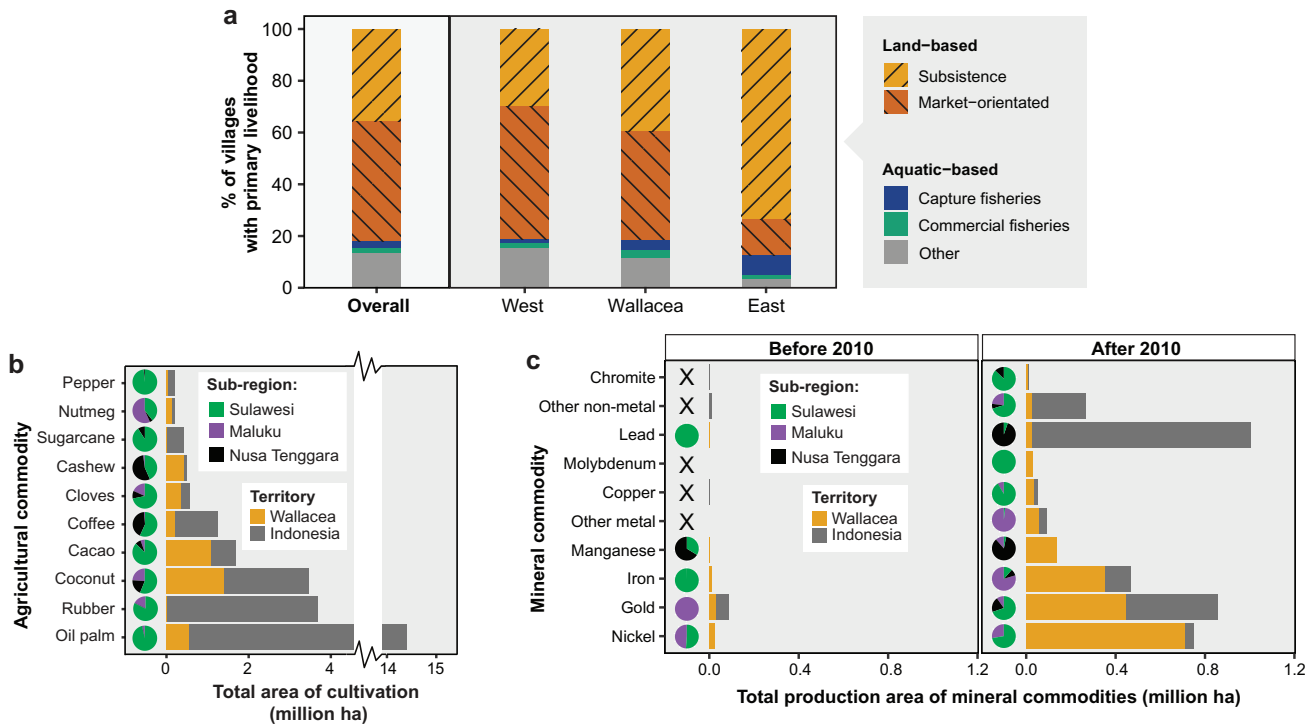 a
100
80
60
40
20
0
% of villages
with primary livelihood
Overall
West
Wallacea
East
Land–based
Subsistence
Market–orientated
Aquatic–based
Capture fisheries
Commercial fisheries
Other
b
Agricultural commodity
Pepper
Nutmeg
Sugarcane
Cashew
Cloves
Coffee
Cacao
Coconut
Rubber
Oil palm
Sub-region:
Sulawesi
Maluku
Nusa Tenggara
Territory
Wallacea
Indonesia
0 2 4 14 15
Total area of cultivation
(million ha)
c
Before 2010
After 2010
Mineral commodity
Chromite X
Other non–metal X
Lead
Molybdenum X
Copper X
Other metal X
Manganese
Iron
Gold
Nickel
Sub-region:
Sulawesi
Maluku
Nusa Tenggara
Territory
Wallacea
Indonesia
0.0 0.4 0.8 1.2
0.0 0.4 0.8 1.2
Total production area of mineral commodities (million ha)